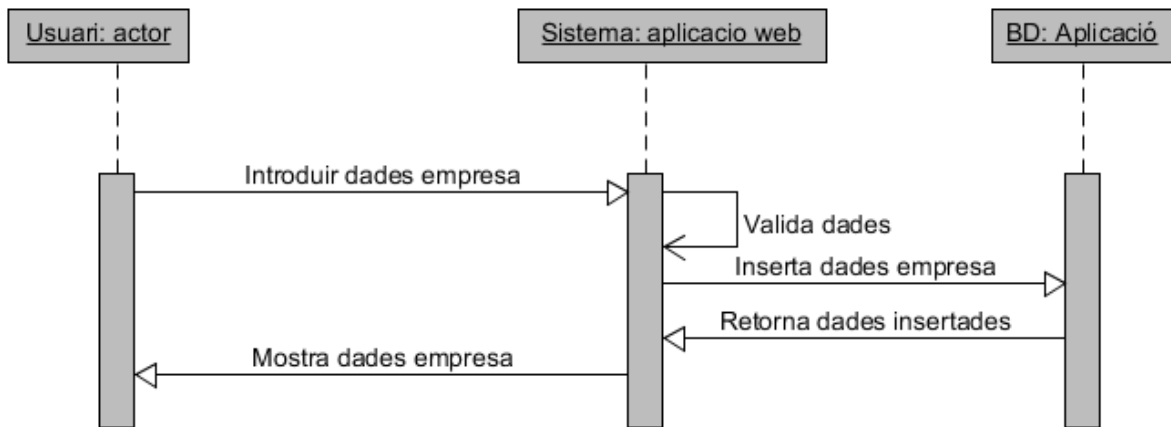 Usuari: actor
Sistema: aplicacio web
BD: Aplicació
Introduir dades empresa
Valida dades
Inserta dades empresa
Retorna dades insertades
Mostra dades empresa